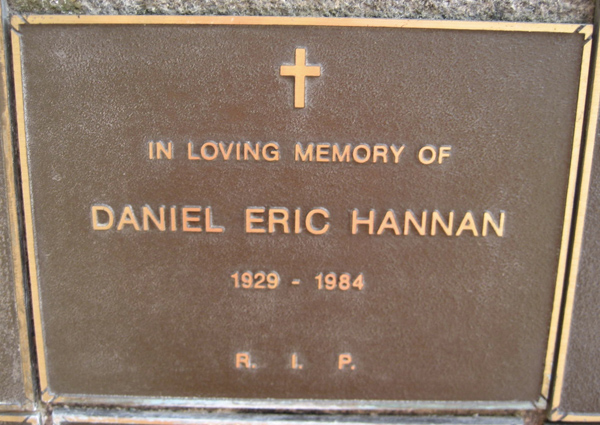 IN LOVING MEMORY OF
DANIEL ERIC HANNAN
1929 - 1984
R. I. P.